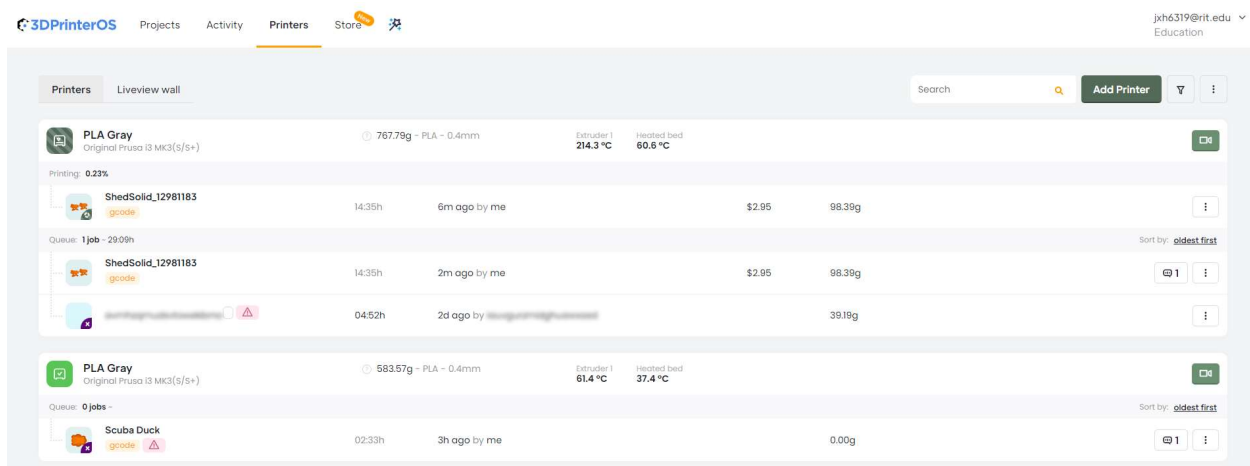 3DPrinterOS Projects Activity Printers Store New jxh6319@rit.edu
Education
Printers Liveview wall Search Add Printer
PLA Gray 767.79g - PLA - 0.4mm Extruder 1 Heated bed
Original Prusa i3 MK3(S/S+) 214.3 °C 60.6 °C
Printing: 0.23%
ShedSolid_12981183
gcode 14:35h 6m ago by me $2.95 98.39g
Queue: 1 job - 29:09h Sort by: oldest first
ShedSolid_12981183
gcode 14:35h 2m ago by me $2.95 98.39g 1
04:52h 2d ago by 39.19g
PLA Gray 583.57g - PLA - 0.4mm Extruder 1 Heated bed
Original Prusa i3 MK3(S/S+) 61.4 °C 37.4 °C
Queue: 0 jobs - Sort by: oldest first
Scuba Duck
gcode 02:33h 3h ago by me 0.00g 1